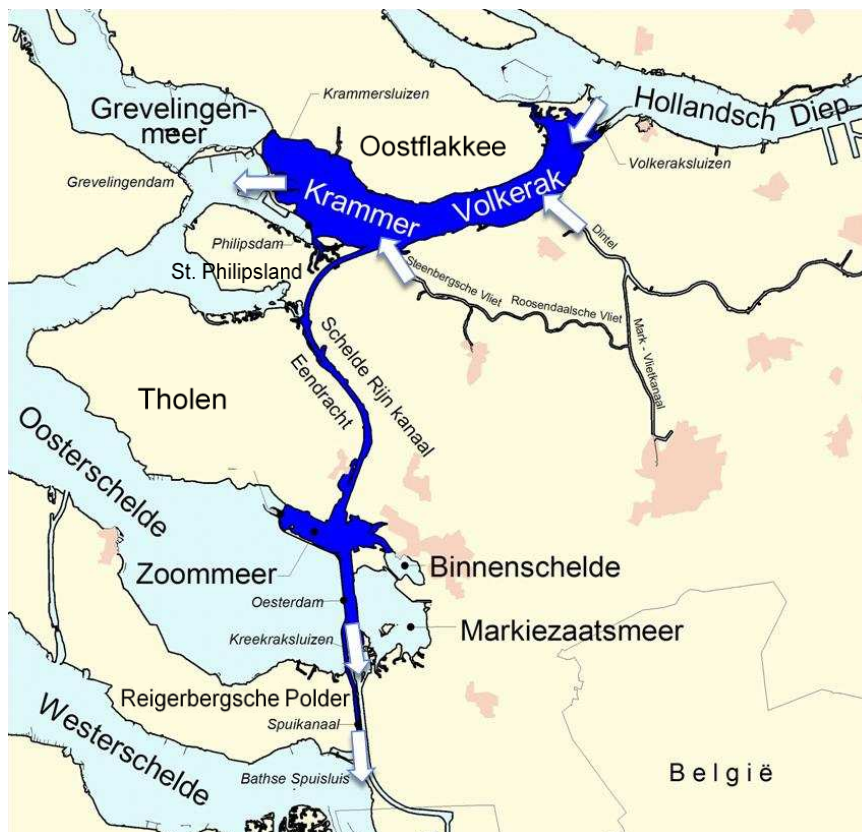 Grevelingen-
meer
Krammersluizen
Oostflakkee
Hollandsch Diep
Volkeraksluizen
Grevelingendam
Krammer
Volkerak
Philipsdam
St. Philipsland
Dintel
Steenbergsche Vliet
Roosendaalsche Vliet
Mark - Vlietkanaal
Schelde Rijn kanaal
Eendracht
Tholen
Oosterschelde
Zoommeer
Binnenschelde
Oesterdam
Markiezaatsmeer
Kreekraksluizen
Reigerbergsche Polder
Westerschelde
Spuikanaal
Bathse Spuisluis
België